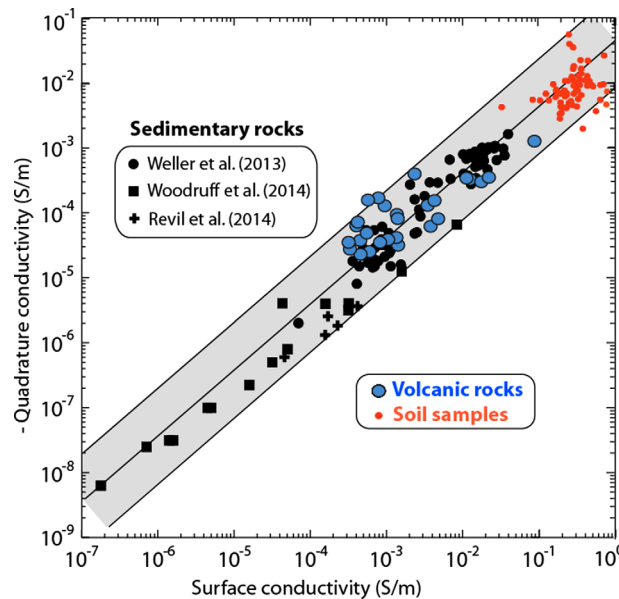 10⁻¹
10⁻²
10⁻³
10⁻⁴
10⁻⁵
10⁻⁶
10⁻⁷
10⁻⁸
10⁻⁹
- Quadrature conductivity (S/m)
Sedimentary rocks
Weller et al. (2013)
Woodruff et al. (2014)
Revil et al. (2014)
Volcanic rocks
Soil samples
10⁻⁷ 10⁻⁶ 10⁻⁵ 10⁻⁴ 10⁻³ 10⁻² 10⁻¹ 10⁰
Surface conductivity (S/m)